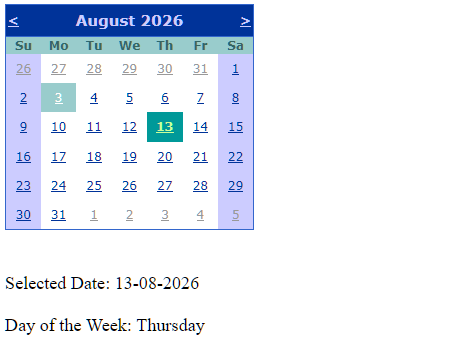 < August 2026 >
Su Mo Tu We Th Fr Sa
26 27 28 29 30 31 1
2 3 4 5 6 7 8
9 10 11 12 13 14 15
16 17 18 19 20 21 22
23 24 25 26 27 28 29
30 31 1 2 3 4 5
Selected Date: 13-08-2026
Day of the Week: Thursday